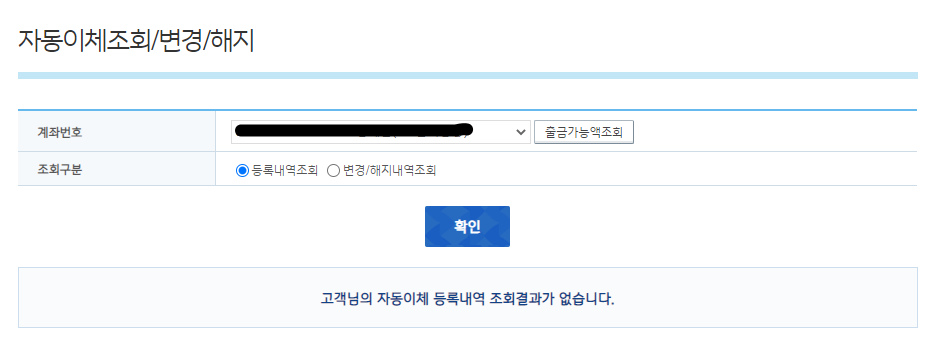 자동이체조회/변경/해지
계좌번호
출금가능액조회
조회구분
등록내역조회 변경/해지내역조회
확인
고객님의 자동이체 등록내역 조회결과가 없습니다.